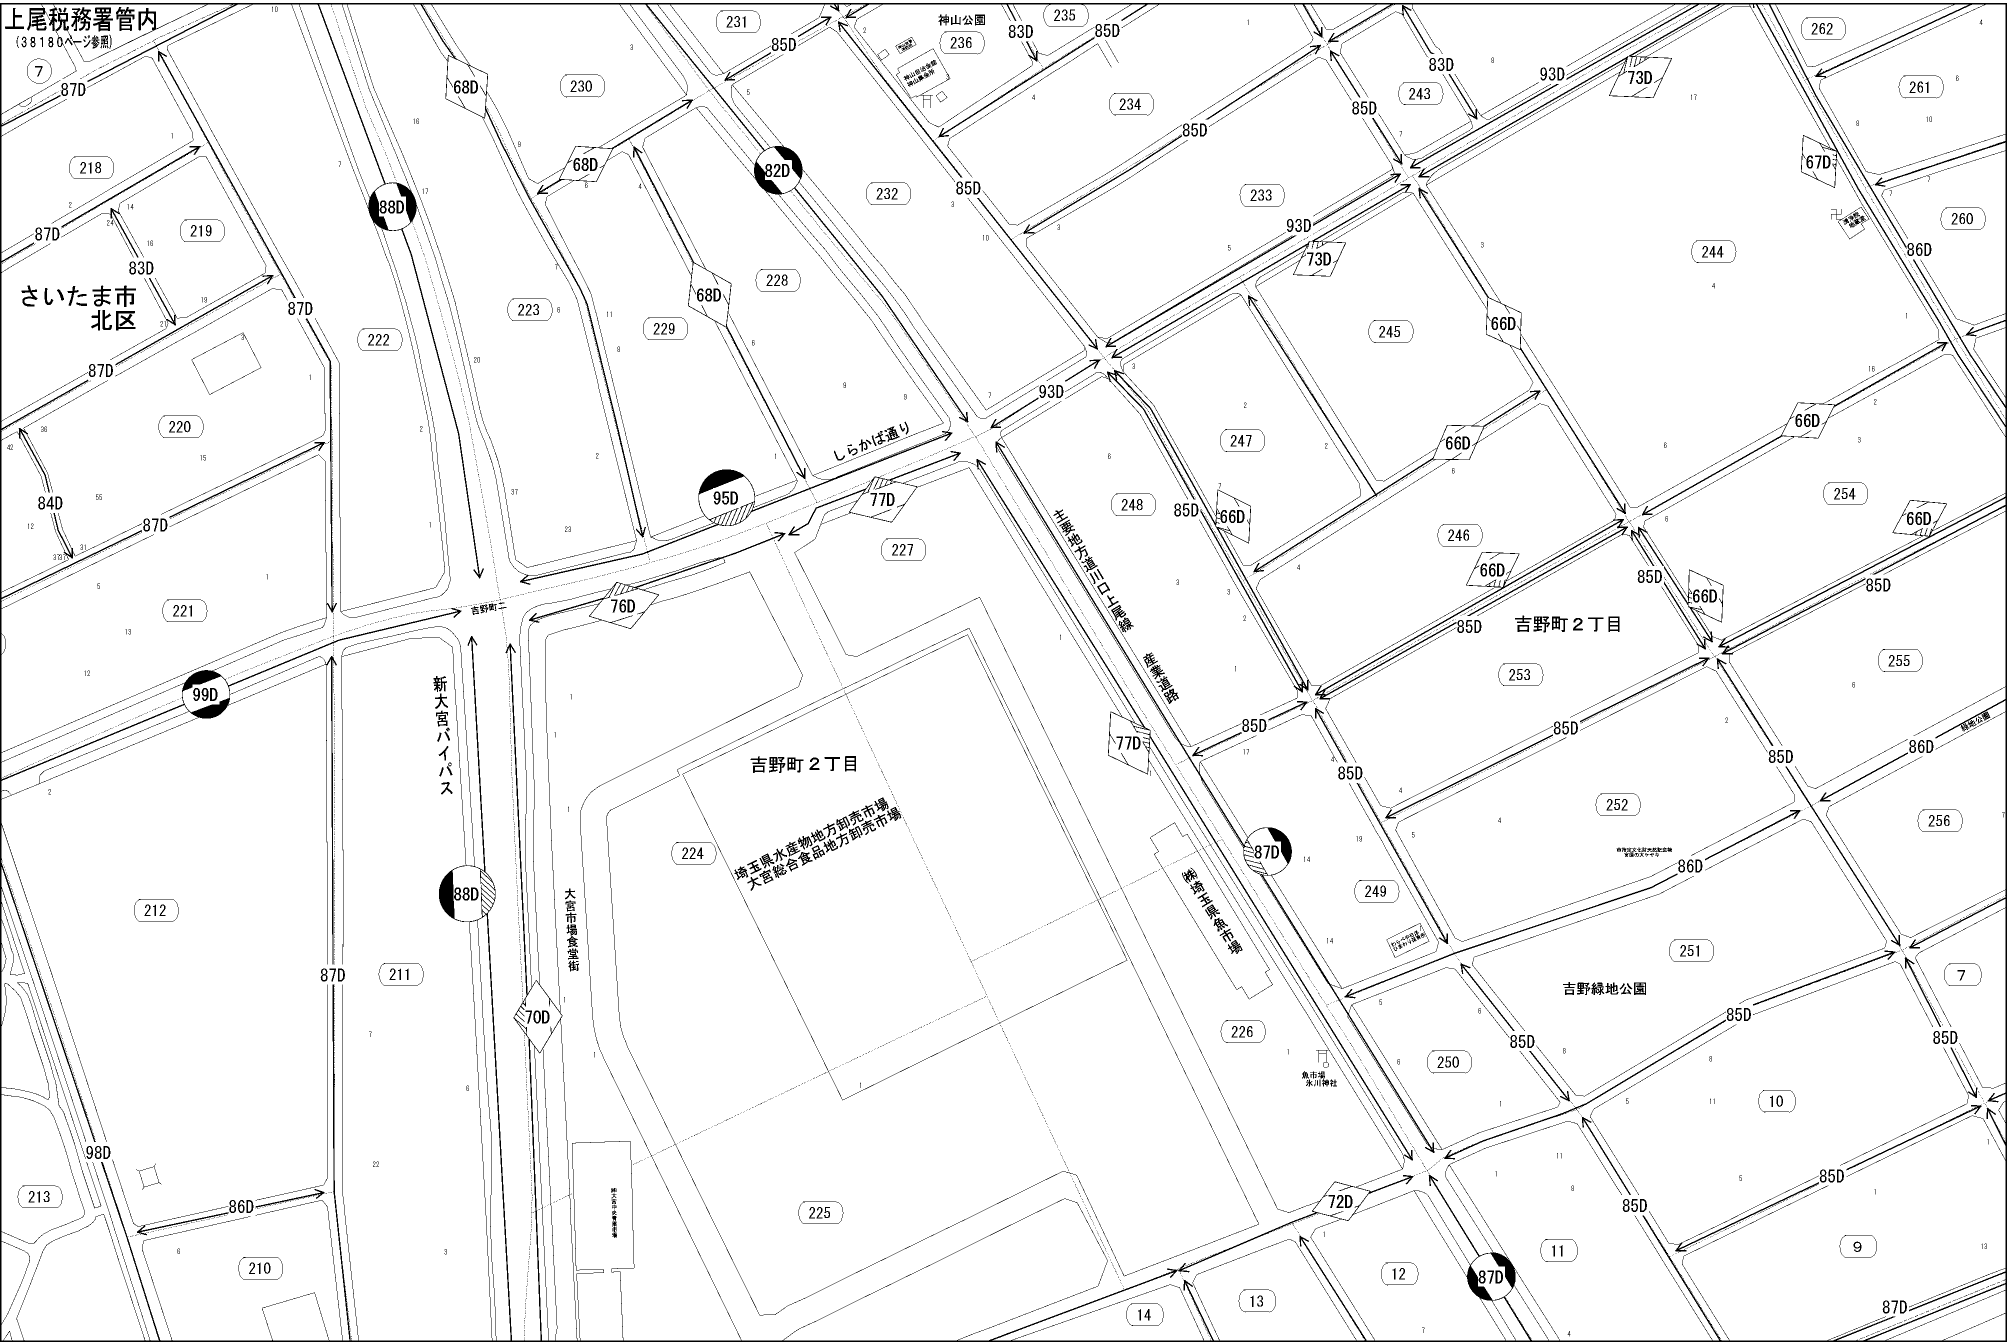 上尾税務署管内
(38180ページ参照)
7
87D
10
231
85D
神山公園
236
83D
235
85D
262
68D
230
68D
82D
234
85D
85D
83D
243
93D
73D
261
218
88D
67D
219
87D
83D
232
85D
233
93D
73D
244
260
86D
さいたま市
北区
87D
222
223
228
68D
229
66D
245
87D
220
93D
247
66D
66D
しらかば通り
84D
87D
95D
77D
248
85D
66D
254
66D
246
66D
227
主要地方道川口上尾線
産業道路
85D
66D
85D
221
吉野町二
76D
85D
吉野町2丁目
99D
新大宮バイパス
253
255
85D
85D
86D
緑地公園
77D
吉野町2丁目
85D
85D
252
256
埼玉県水産物地方卸売市場
大宮総合食品地方卸売市場
224
87D
86D
㈱埼玉県魚市場
249
88D
大宮市場食堂街
212
211
87D
251
吉野緑地公園
7
70D
226
85D
85D
85D
250
魚市場
氷川神社
10
98D
213
86D
225
72D
85D
85D
210
11
9
12
87D
13
14
87D